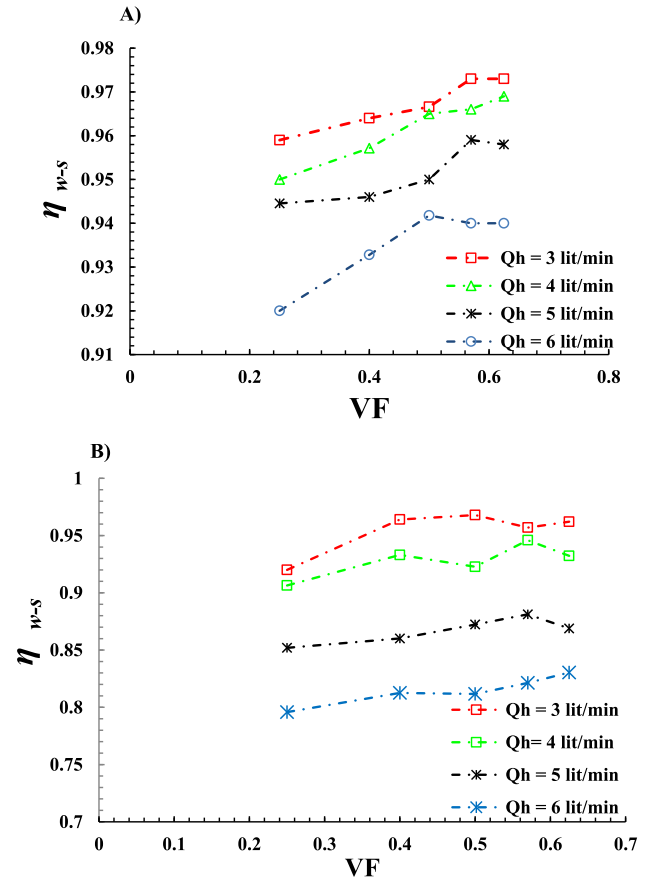 A)
0.98
0.97
0.96
0.95
0.94
0.93
0.92
0.91
0
0.2
0.4
0.6
0.8
η w-s
VF
Qh = 3 lit/min
Qh = 4 lit/min
Qh = 5 lit/min
Qh = 6 lit/min
B)
1
0.95
0.9
0.85
0.8
0.75
0.7
0
0.1
0.2
0.3
0.4
0.5
0.6
0.7
η w-s
VF
Qh = 3 lit/min
Qh= 4 lit/min
Qh = 5 lit/min
Qh = 6 lit/min